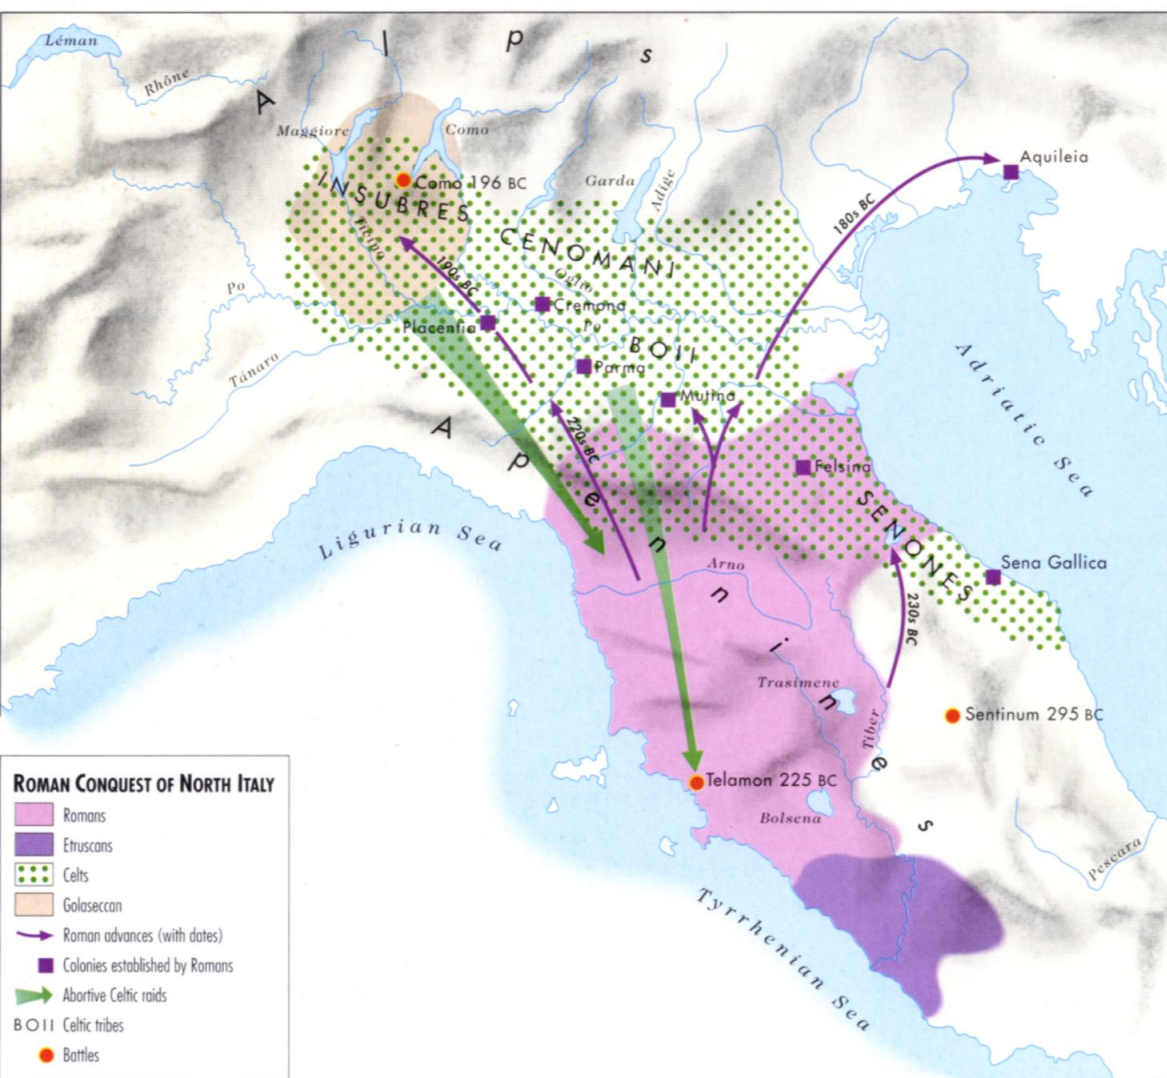 Léman
Rhône
A l p s
Maggiore
Como
Como 196 BC
INSUBRES
Garda
Adige
Aquileia
180s BC
CENOMANI
Ticino
190s BC
Oglio
Po
Cremona
Placentia
Po
BOII
Parma
Mutina
Tánaro
Adriatic Sea
A p e n n i n e s
220s BC
Felsina
SENONES
Ligurian Sea
Arno
Sena Gallica
230s BC
Trasimene
Tiber
Sentinum 295 BC
Telamon 225 BC
Bolsena
Pescara
Tyrrhenian Sea
ROMAN CONQUEST OF NORTH ITALY
Romans
Etruscans
Celts
Golaseccan
Roman advances (with dates)
Colonies established by Romans
Abortive Celtic raids
BOII Celtic tribes
Battles